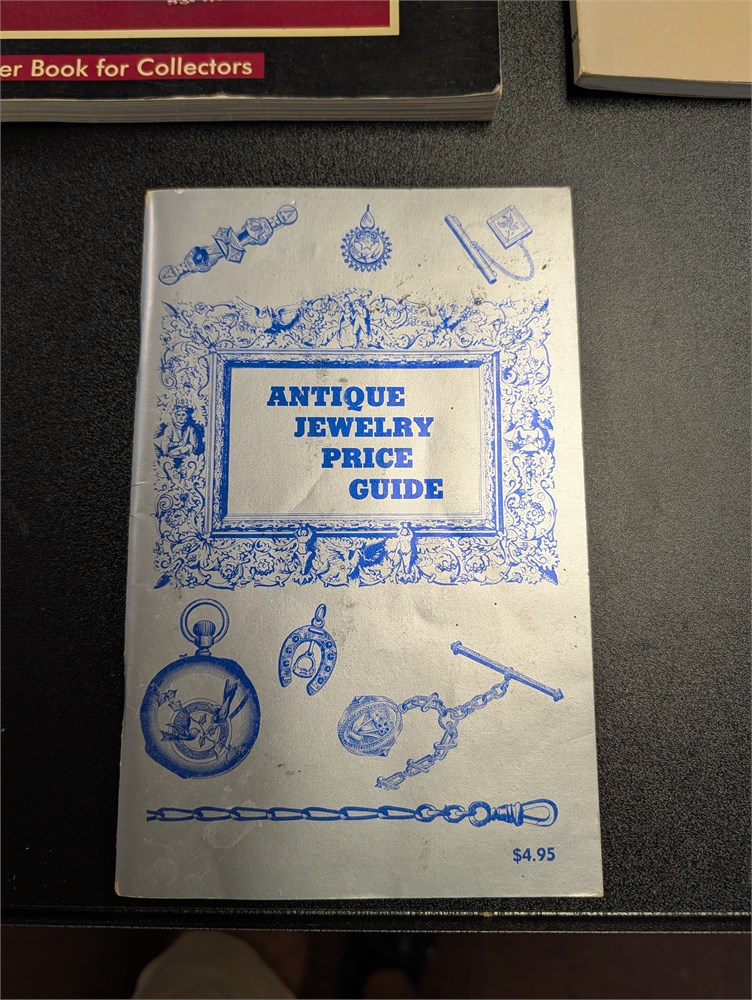 er Book for Collectors
ANTIQUE
JEWELRY
PRICE
GUIDE
$4.95